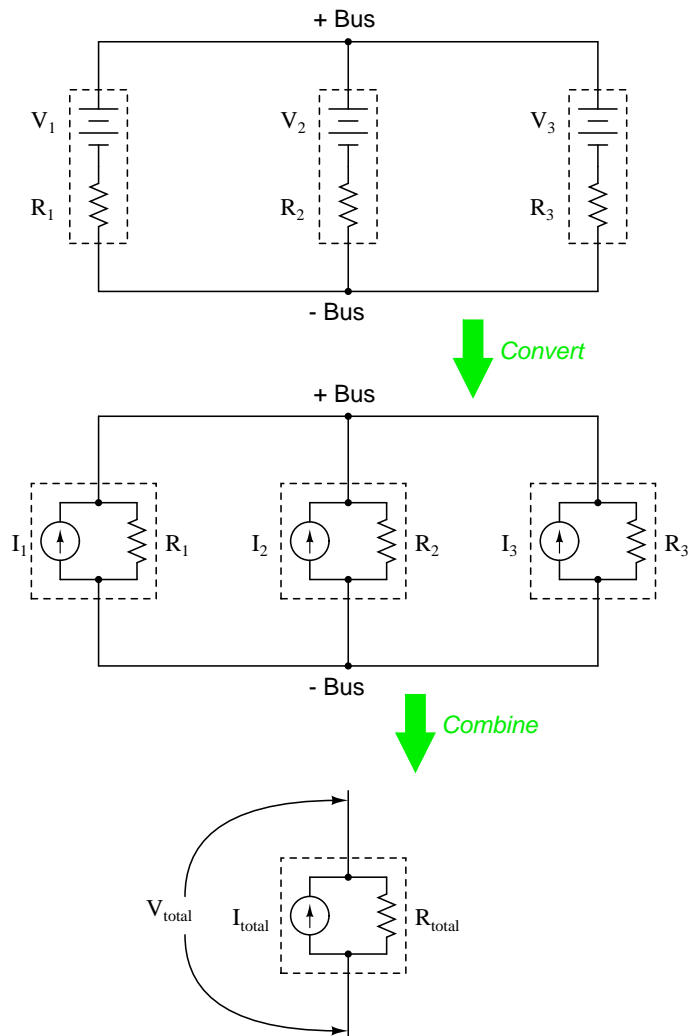 + Bus
V1 V2 V3
R1 R2 R3
- Bus
Convert
+ Bus
I1 R1 I2 R2 I3 R3
- Bus
Combine
Vtotal Itotal Rtotal